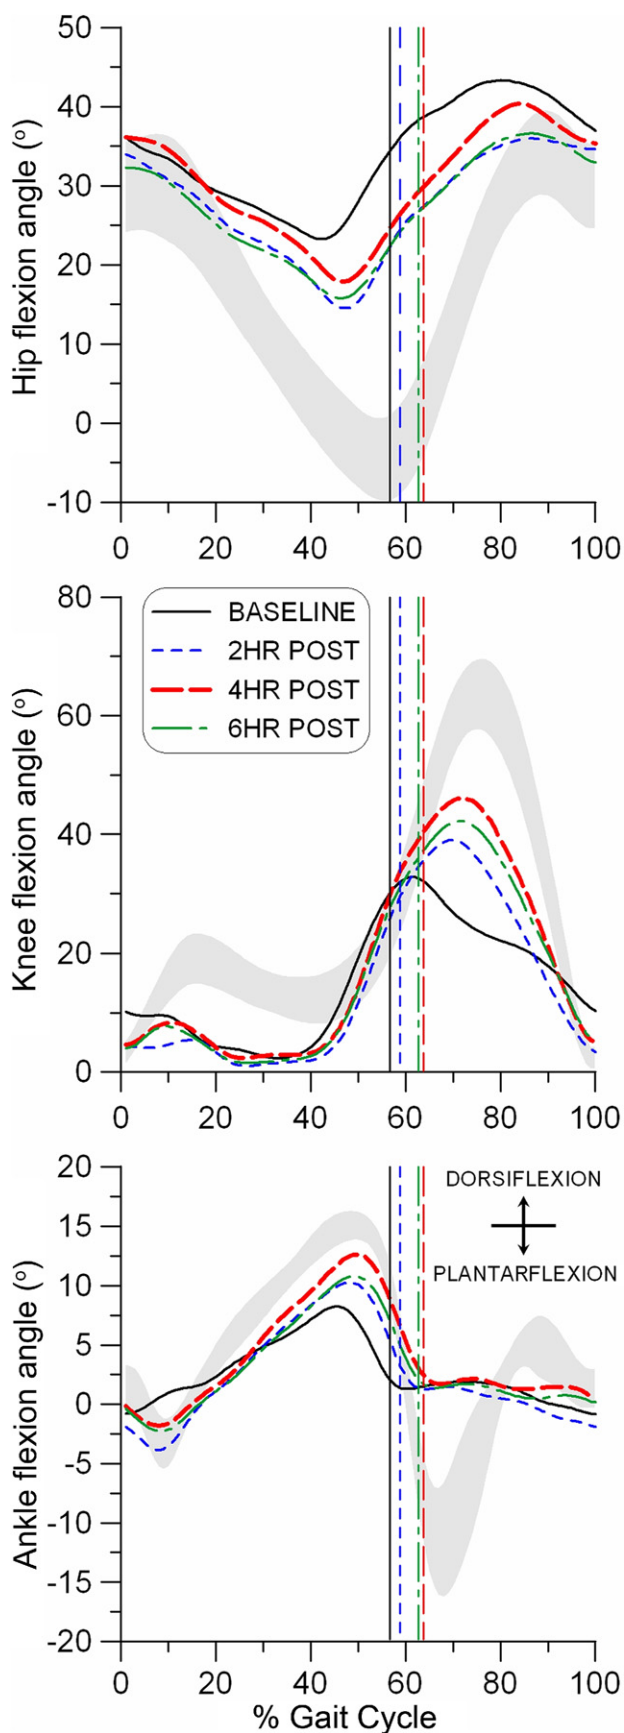 Hip flexion angle (°)
50
40
30
20
10
0
-10
0 20 40 60 80 100
Knee flexion angle (°)
80
60
40
20
0
BASELINE
2HR POST
4HR POST
6HR POST
0 20 40 60 80 100
Ankle flexion angle (°)
20
15
10
5
0
-5
-10
-15
-20
DORSIFLEXION
PLANTARFLEXION
0 20 40 60 80 100
% Gait Cycle